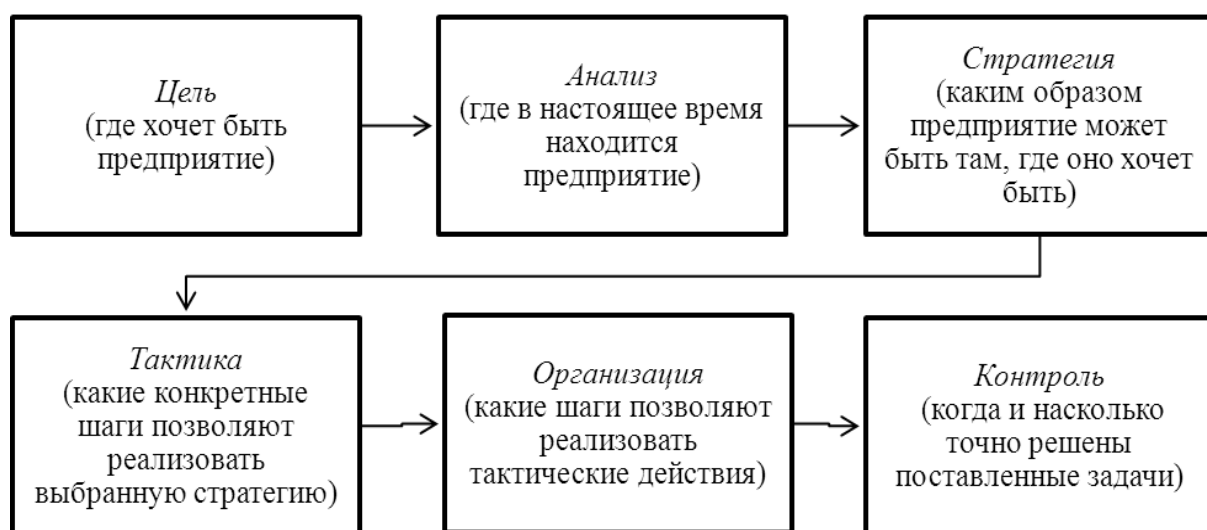 Цель
(где хочет быть
предприятие)
Анализ
(где в настоящее время
находится
предприятие)
Стратегия
(каким образом
предприятие может
быть там, где оно хочет
быть)
Тактика
(какие конкретные
шаги позволяют
реализовать
выбранную стратегию)
Организация
(какие шаги позволяют
реализовать
тактические действия)
Контроль
(когда и насколько
точно решены
поставленные задачи)